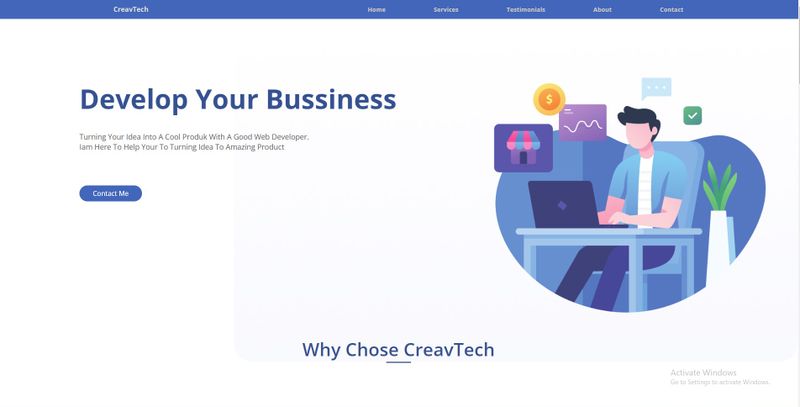 CreavTech
Home
Services
Testimonials
About
Contact
Develop Your Bussiness
Turning Your Idea Into A Cool Produk With A Good Web Developer.
Iam Here To Help Your To Turning Idea To Amazing Product
Contact Me
$
Why Chose CreavTech
Activate Windows
Go to Settings to activate Windows.